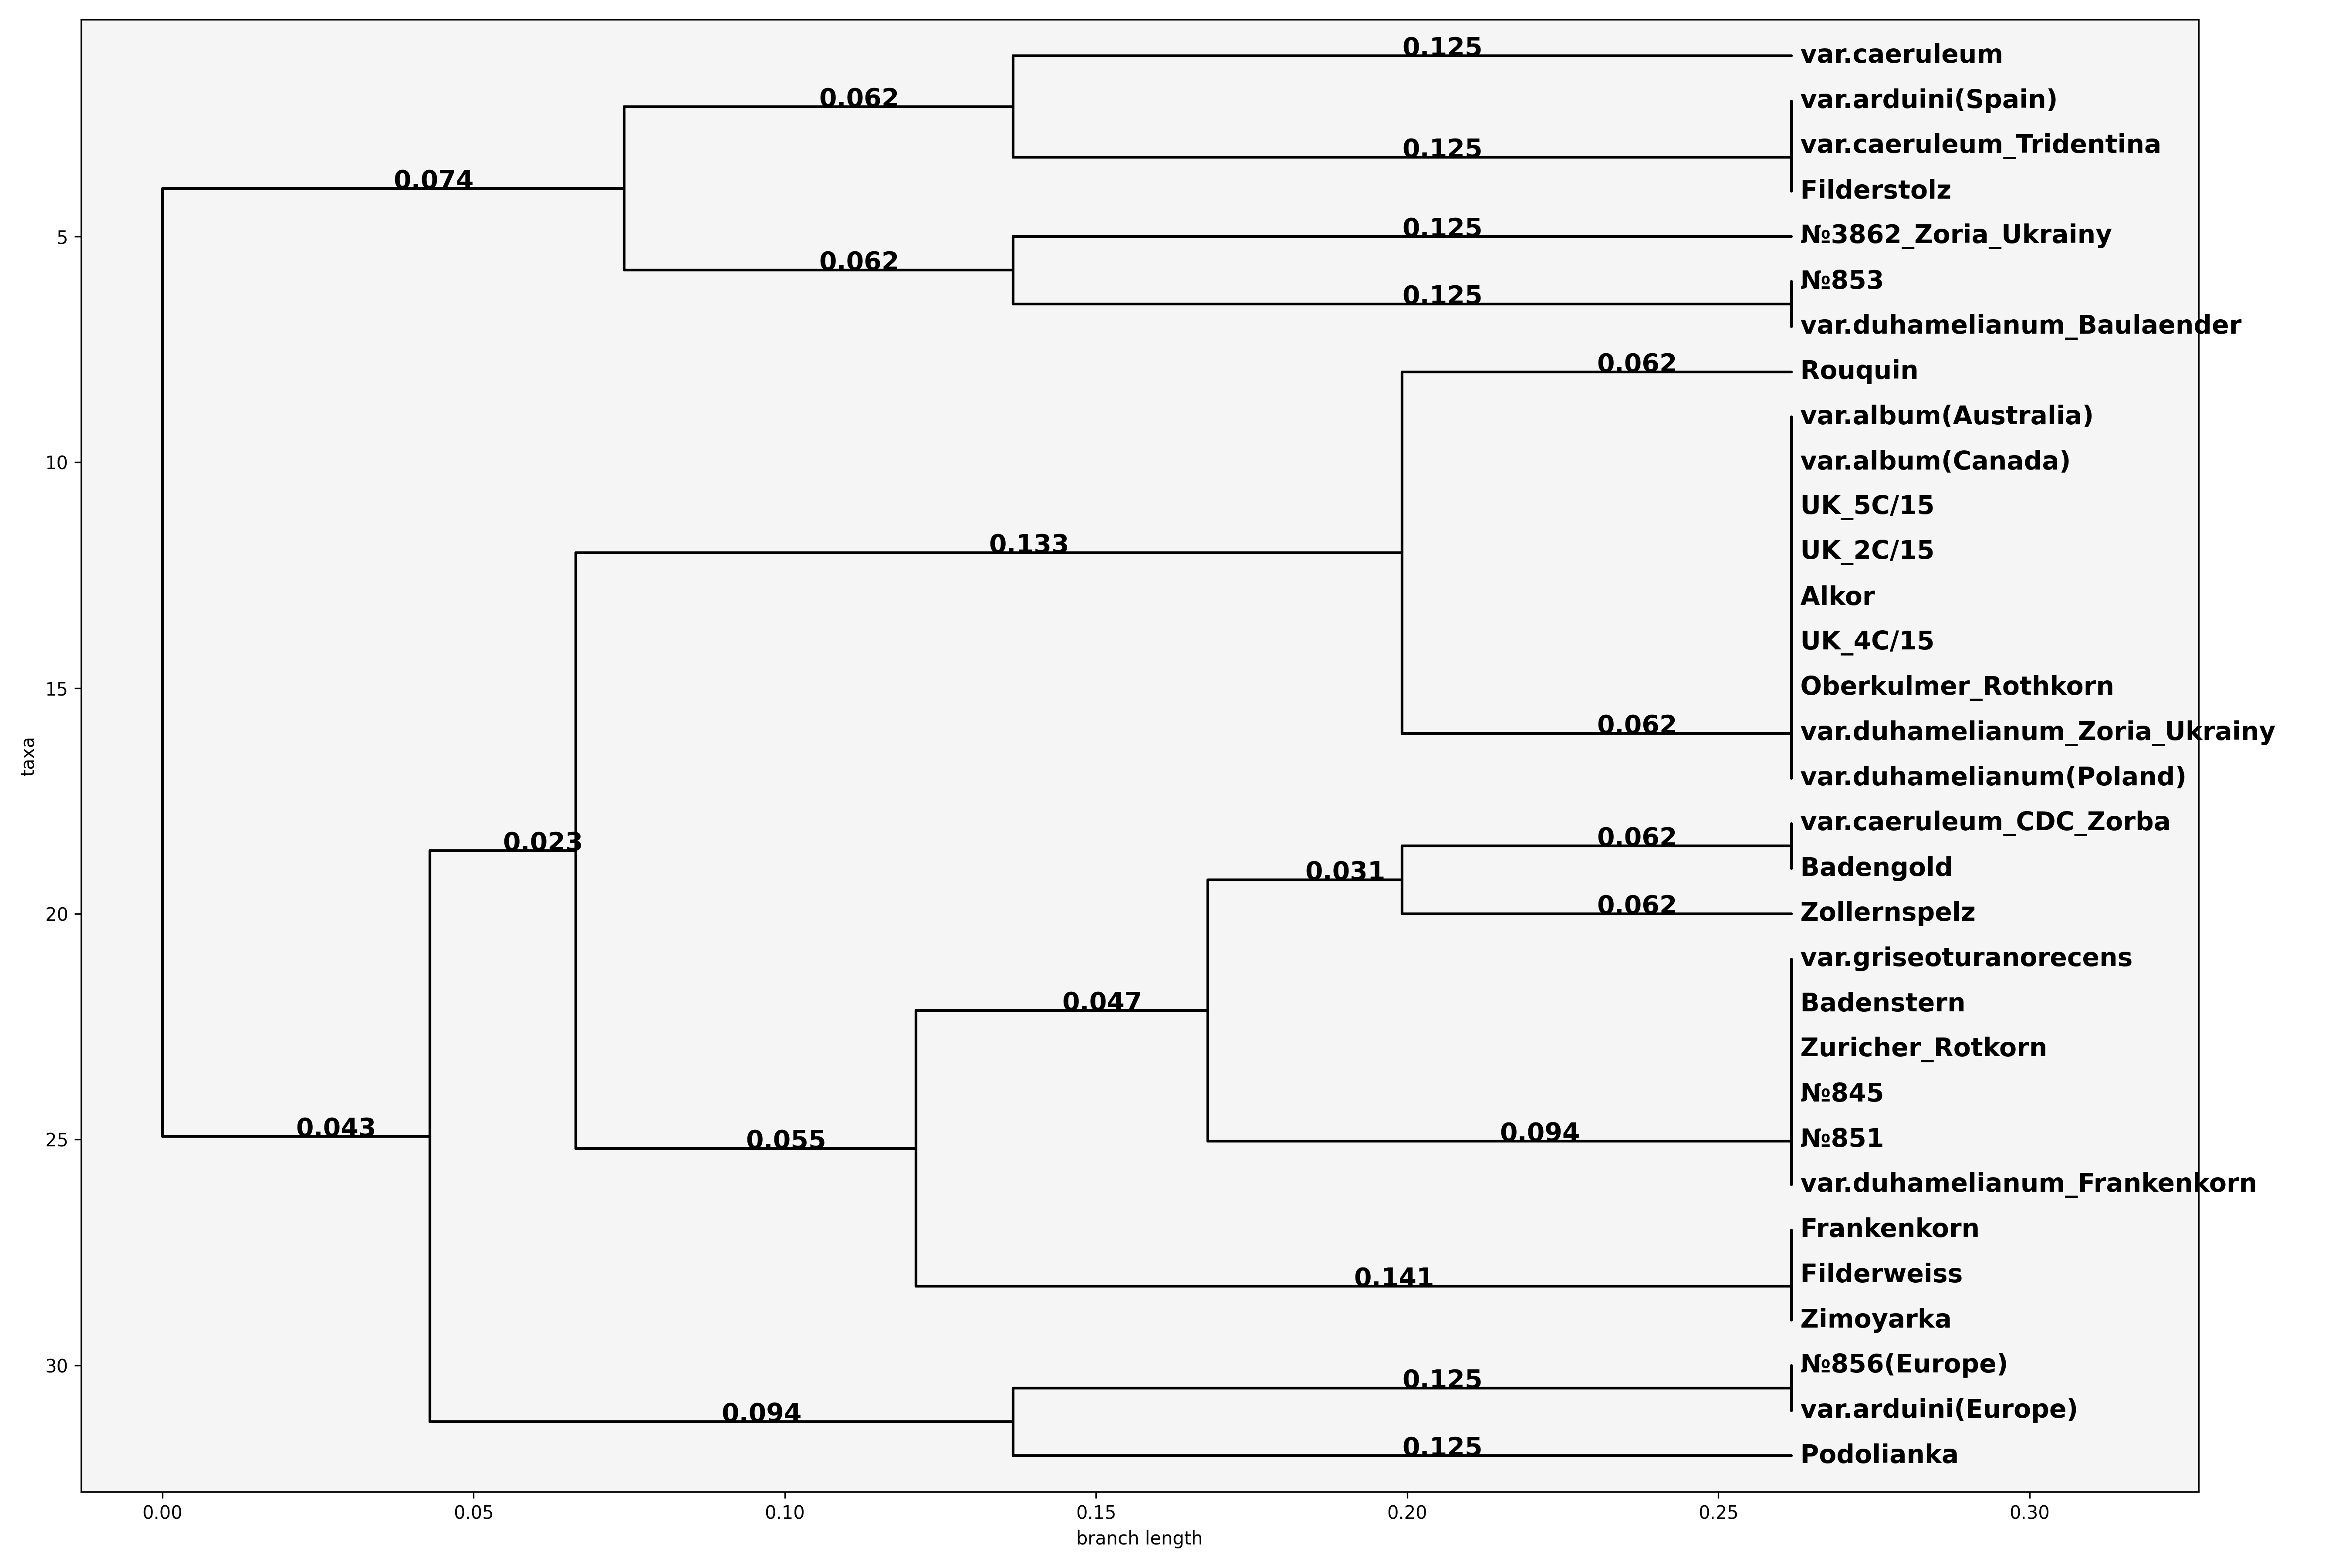 0.125
var.caeruleum
0.062
var.arduini(Spain)
var.caeruleum_Tridentina
0.125
0.074
Filderstolz
0.125
5
№3862_Zoria_Ukrainy
0.062
№853
0.125
var.duhamelianum_Baulaender
0.062
Rouquin
var.album(Australia)
10
var.album(Canada)
UK_5C/15
0.133
UK_2C/15
Alkor
UK_4C/15
15
Oberkulmer_Rothkorn
0.062
var.duhamelianum_Zoria_Ukrainy
taxa
var.duhamelianum(Poland)
var.caeruleum_CDC_Zorba
0.023
0.062
0.031
Badengold
20
0.062
Zollernspelz
var.griseoturanorecens
0.047
Badenstern
Zuricher_Rotkorn
№845
0.043
25
0.055
0.094
№851
var.duhamelianum_Frankenkorn
Frankenkorn
0.141
Filderweiss
Zimoyarka
30
№856(Europe)
0.125
0.094
var.arduini(Europe)
0.125
Podolianka
0.00 0.05 0.10 0.15 0.20 0.25 0.30
branch length